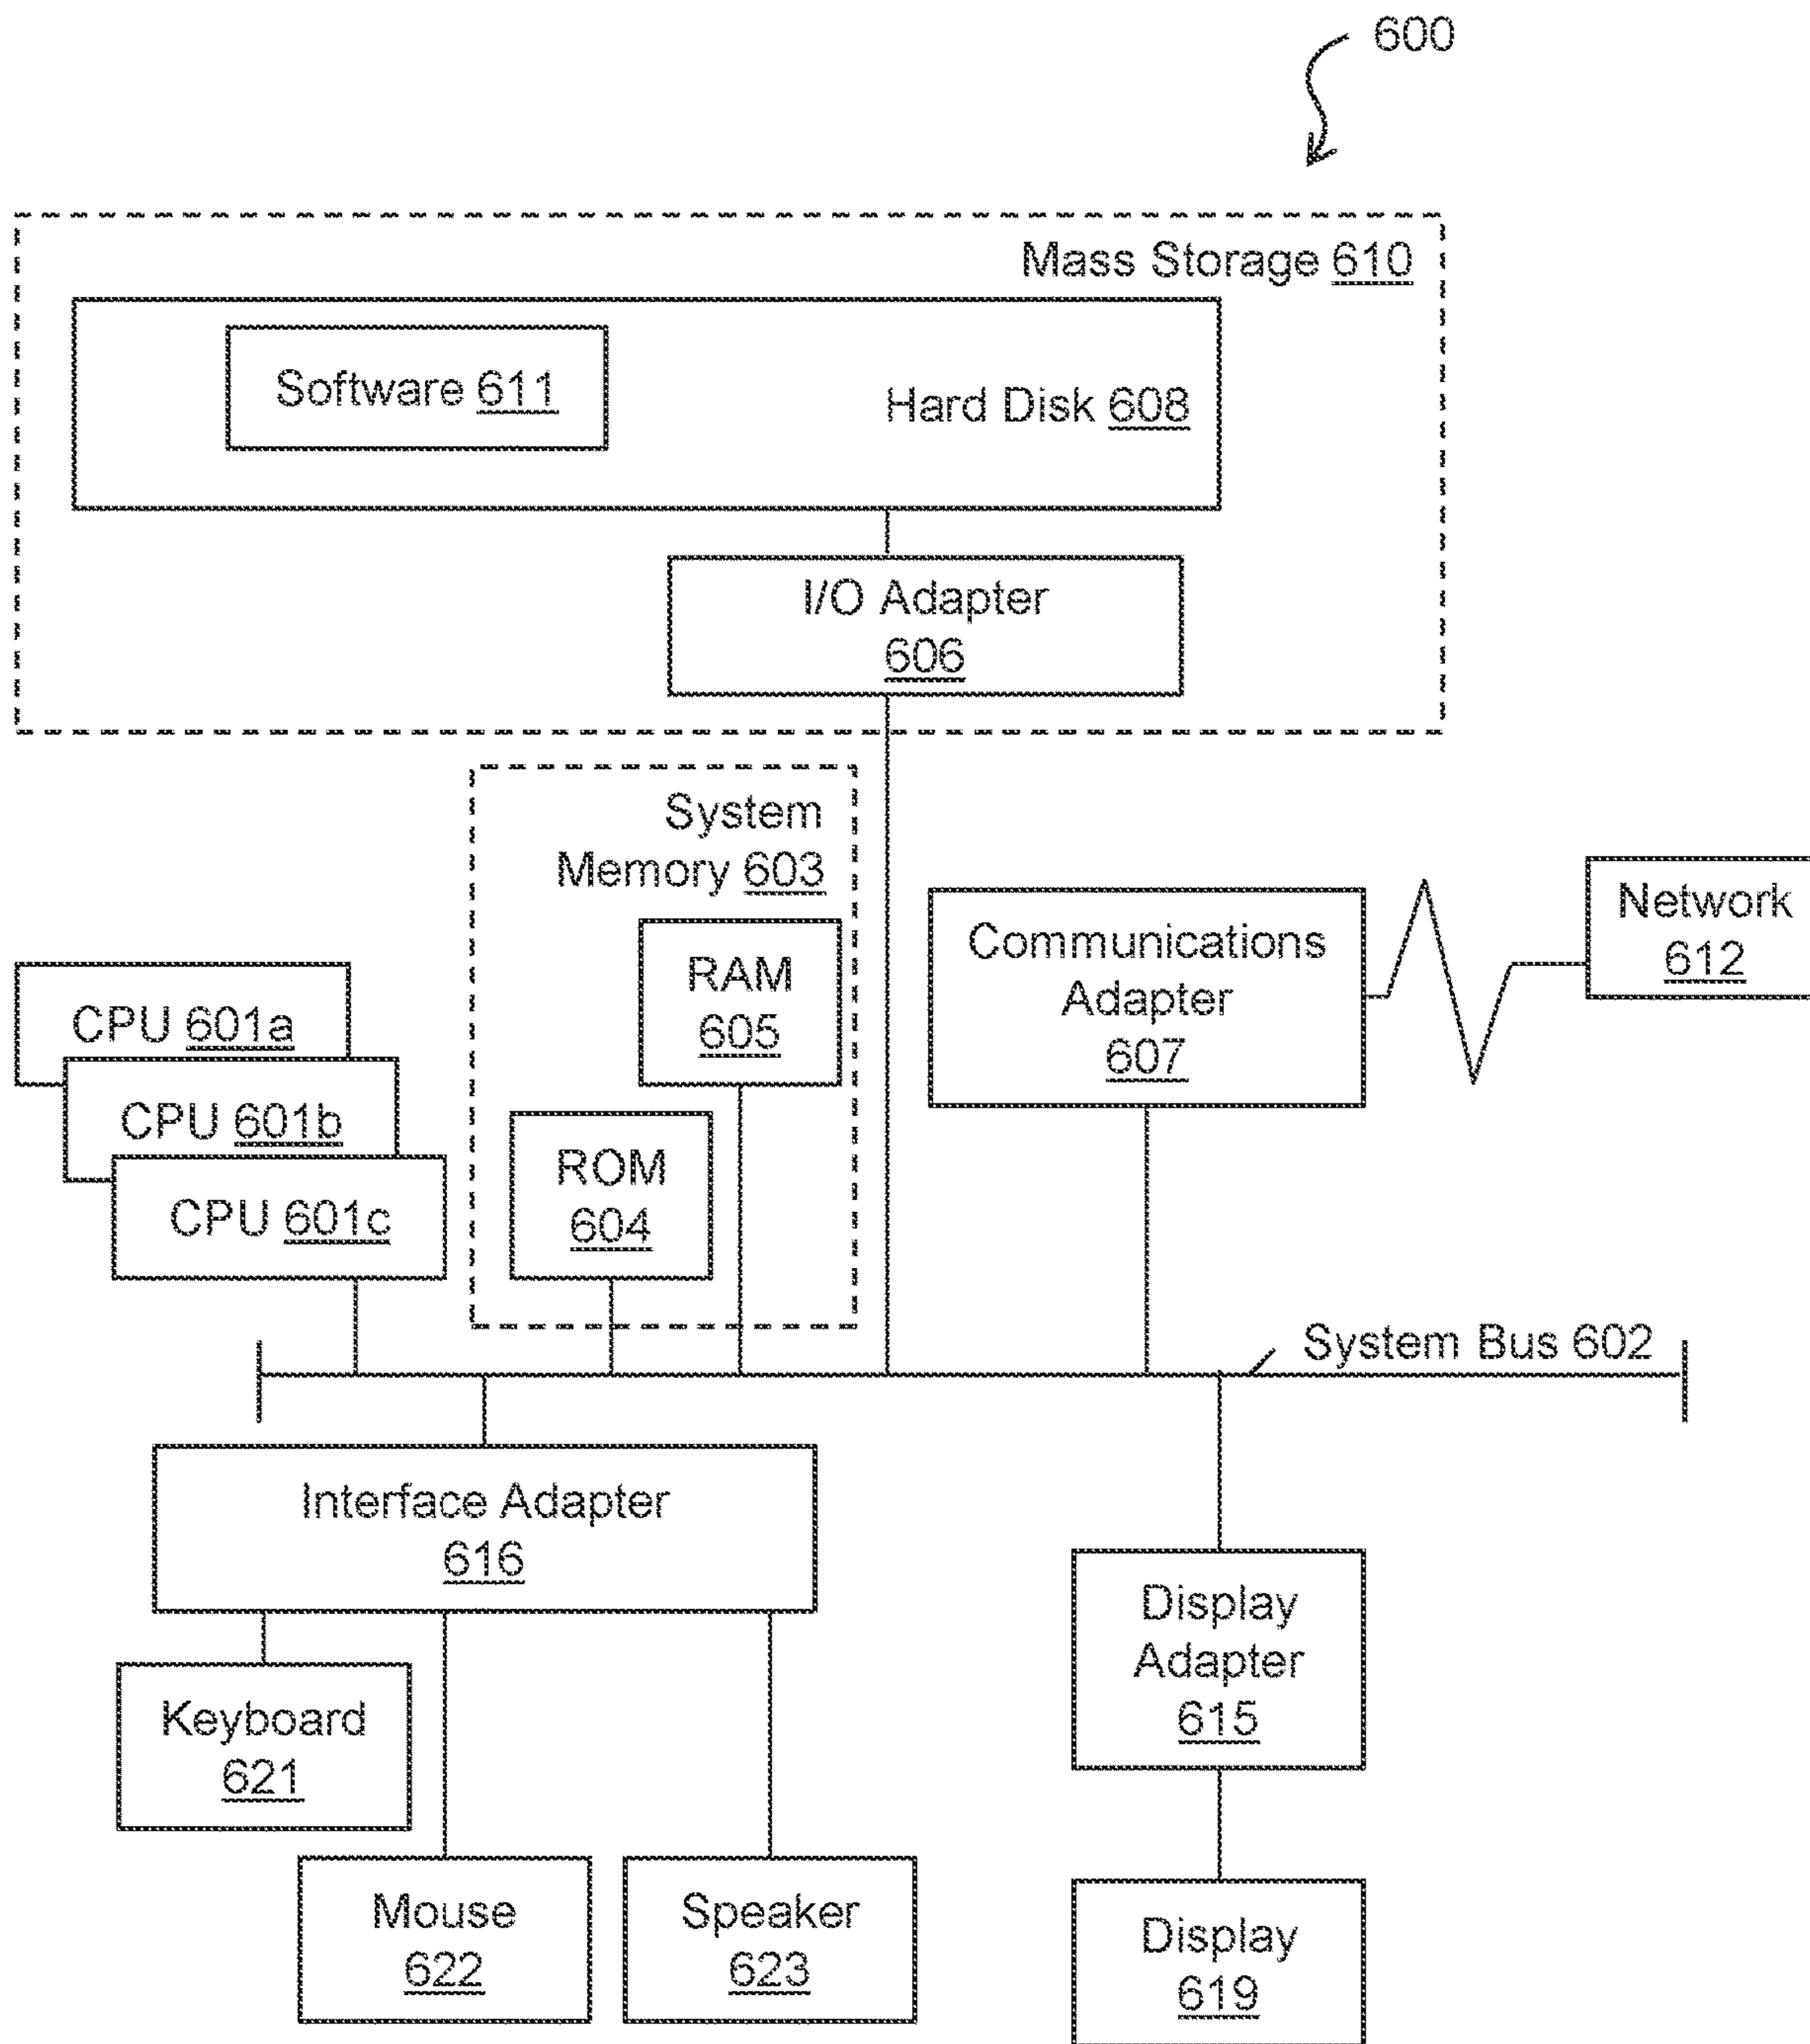 600
Mass Storage 610
Software 611
Hard Disk 608
I/O Adapter
606
System
Memory 603
RAM
605
ROM
604
Communications
Adapter
607
Network
612
CPU 601a
CPU 601b
CPU 601c
System Bus 602
Interface Adapter
616
Keyboard
621
Mouse
622
Speaker
623
Display
Adapter
615
Display
619